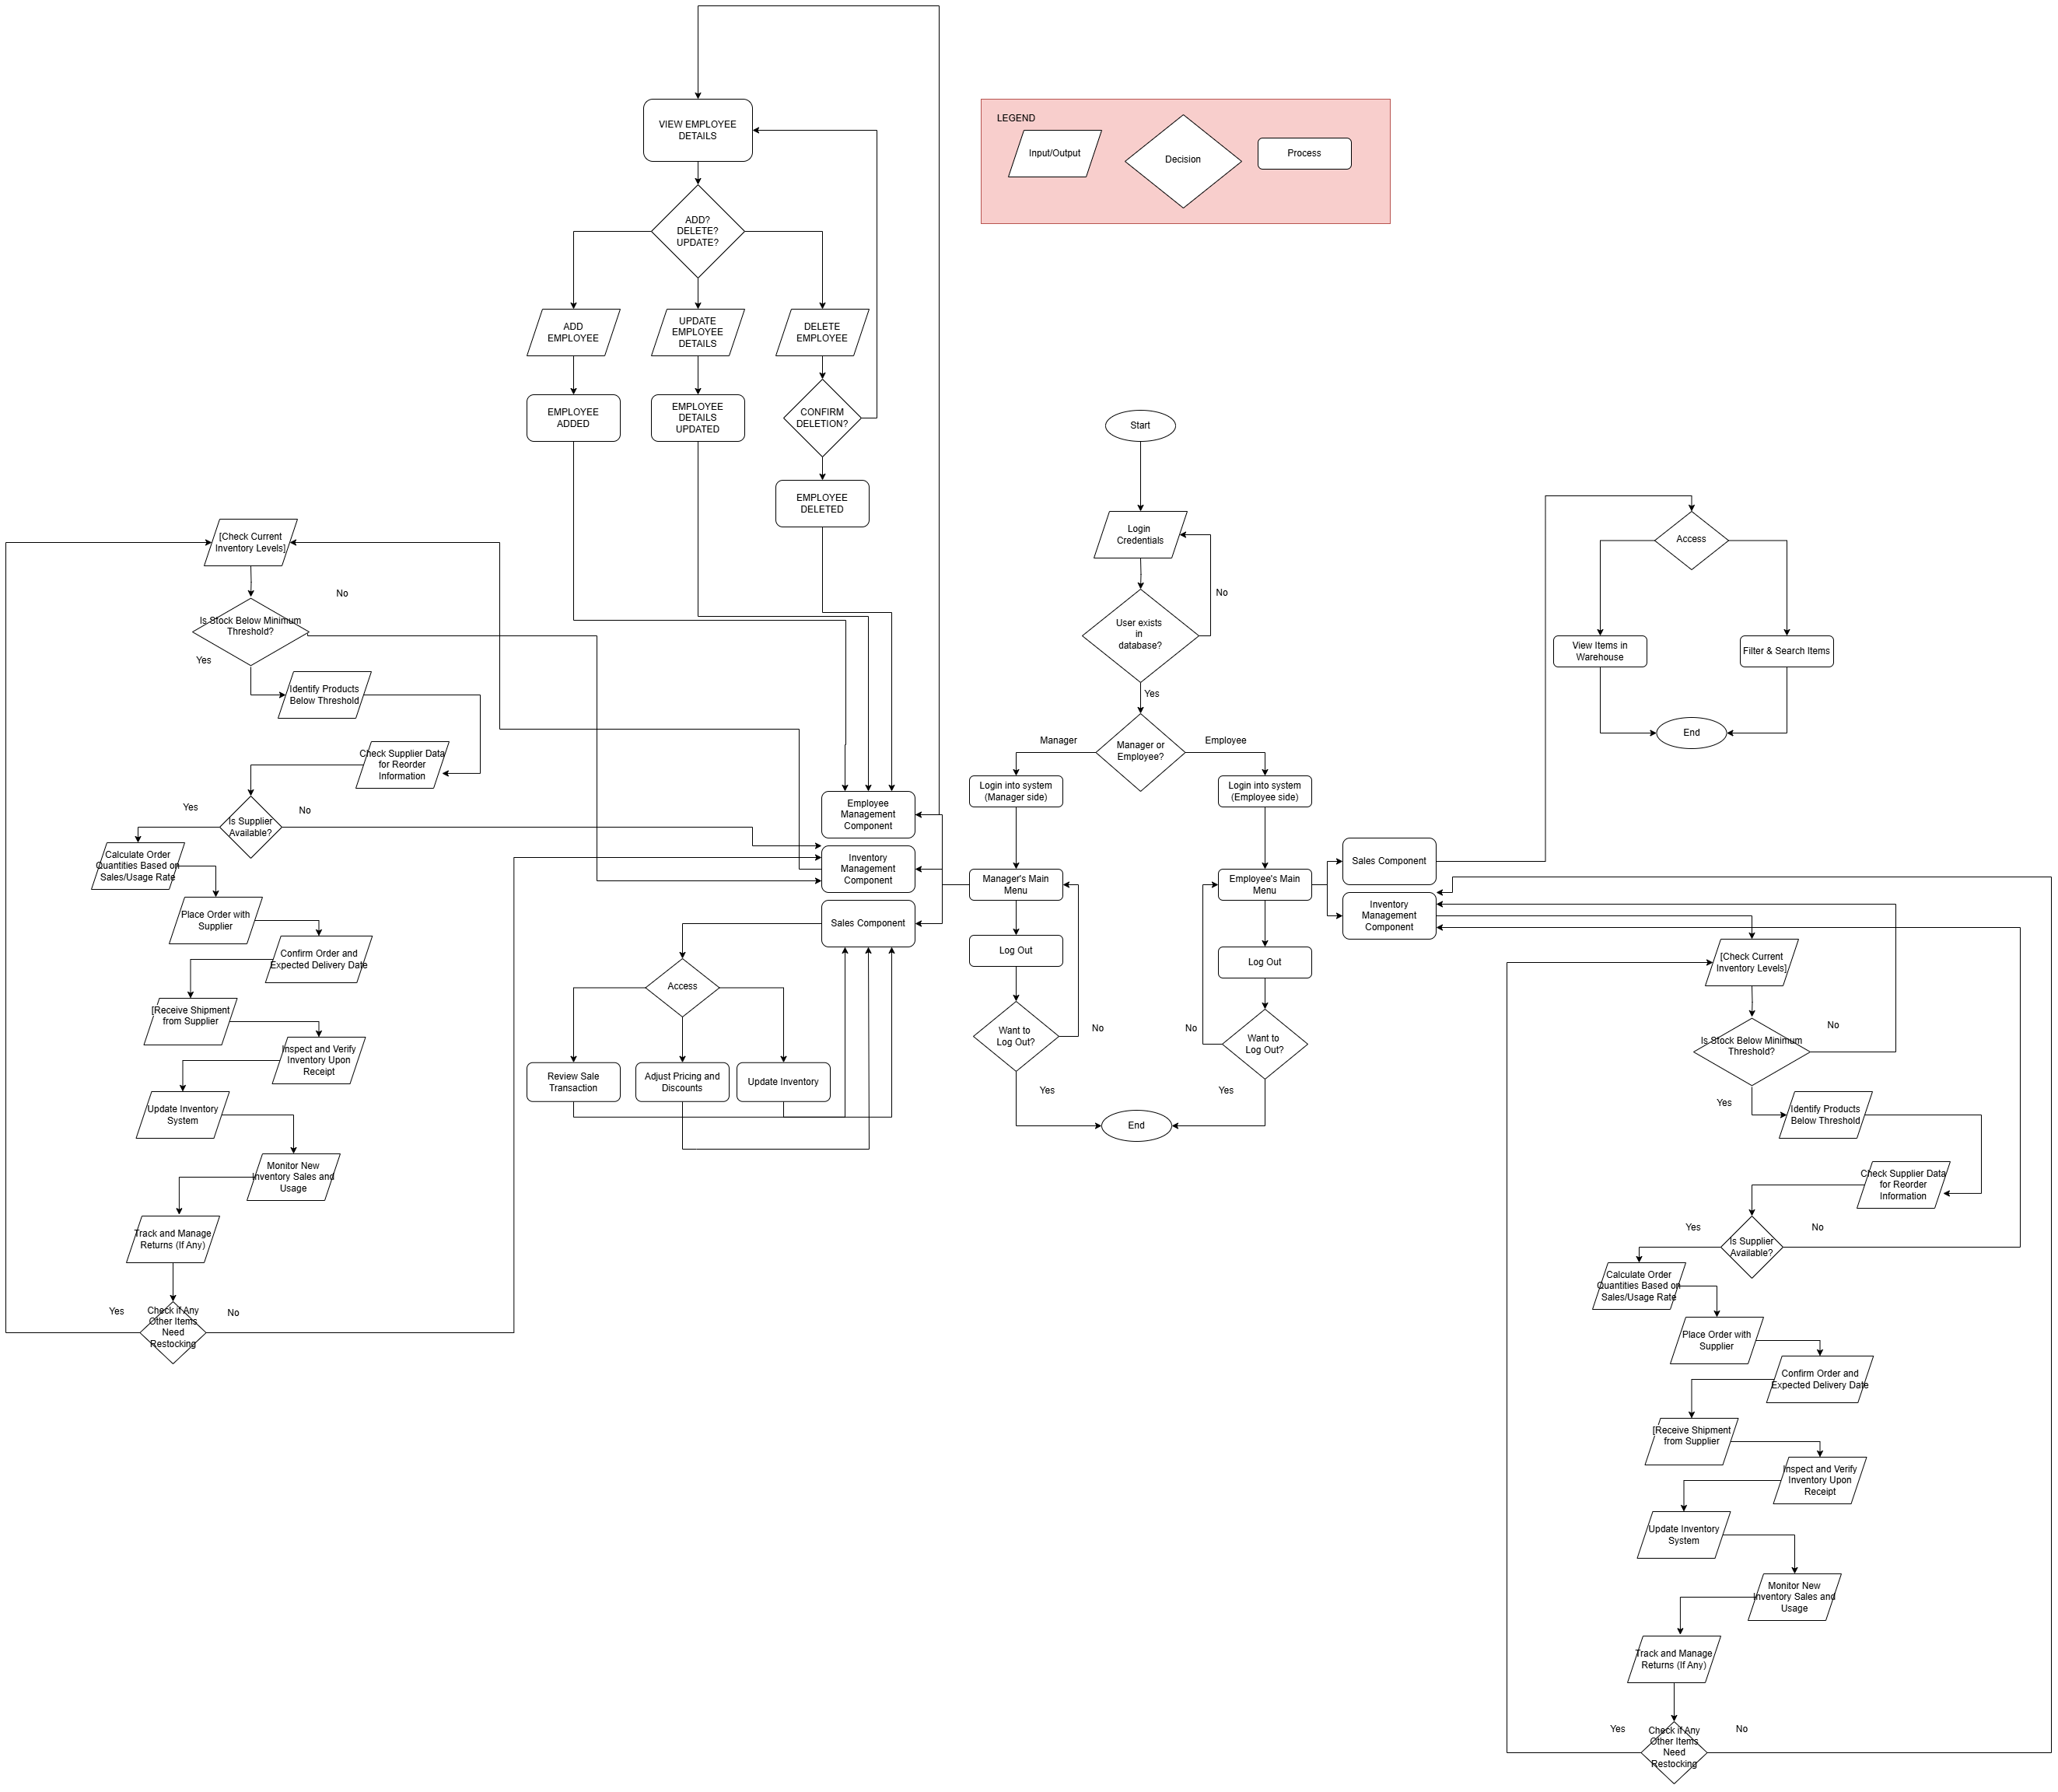 VIEW EMPLOYEE
DETAILS
LEGEND
Input/Output
Decision
Process
ADD?
DELETE?
UPDATE?
ADD
EMPLOYEE
UPDATE
EMPLOYEE
DETAILS
DELETE
EMPLOYEE
EMPLOYEE
ADDED
EMPLOYEE
DETAILS
UPDATED
CONFIRM
DELETION?
EMPLOYEE
DELETED
Start
Login
Credentials
No
User exists
in
database?
Yes
Manager or
Employee?
Manager
Employee
Login into system
(Manager side)
Login into system
(Employee side)
Employee
Management
Component
Inventory
Management
Component
Sales Component
Manager's Main
Menu
Log Out
Want to
Log Out?
No
Yes
Employee's Main
Menu
Log Out
Want to
Log Out?
No
Yes
End
Access
Review Sale
Transaction
Adjust Pricing and
Discounts
Update Inventory
[Check Current
Inventory Levels]
No
Is Stock Below Minimum
Threshold?
Yes
Identify Products
Below Threshold
Check Supplier Data
for Reorder
Information
Yes
No
Is Supplier
Available?
Calculate Order
Quantities Based on
Sales/Usage Rate
Place Order with
Supplier
Confirm Order and
Expected Delivery Date
[Receive Shipment
from Supplier
Inspect and Verify
Inventory Upon
Receipt
Update Inventory
System
Monitor New
Inventory Sales and
Usage
Track and Manage
Returns (If Any)
Yes
No
Check if Any
Other Items
Need
Restocking
Sales Component
Inventory
Management
Component
Access
View Items in
Warehouse
Filter & Search Items
End
[Check Current
Inventory Levels]
No
Is Stock Below Minimum
Threshold?
Yes
Identify Products
Below Threshold
Check Supplier Data
for Reorder
Information
Yes
No
Is Supplier
Available?
Calculate Order
Quantities Based on
Sales/Usage Rate
Place Order with
Supplier
Confirm Order and
Expected Delivery Date
[Receive Shipment
from Supplier
Inspect and Verify
Inventory Upon
Receipt
Update Inventory
System
Monitor New
Inventory Sales and
Usage
Track and Manage
Returns (If Any)
Yes
No
Check if Any
Other Items
Need
Restocking